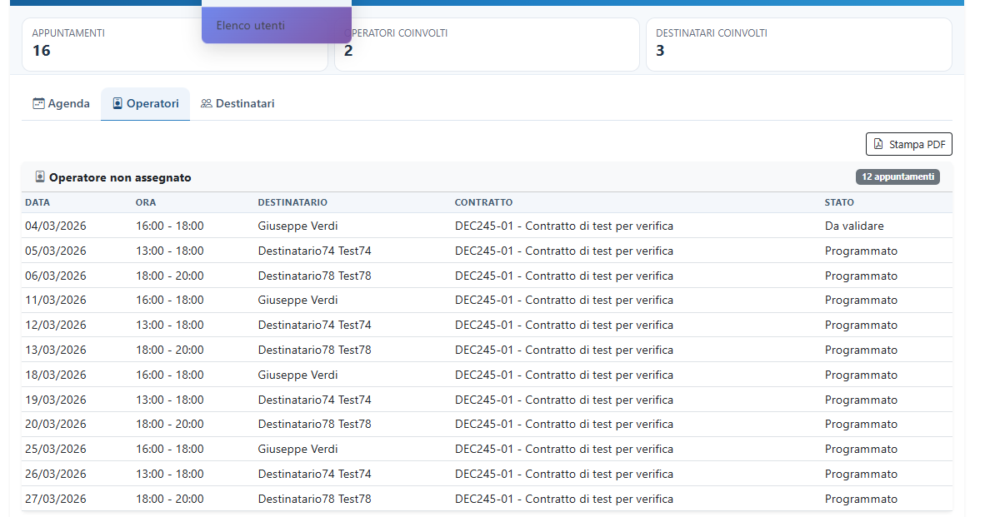 Elenco utenti
APPUNTAMENTI
16
PERATORI COINVOLTI
2
DESTINATARI COINVOLTI
3
Agenda Operatori Destinatari
Stampa PDF
Operatore non assegnato 12 appuntamenti
DATA ORA DESTINATARIO CONTRATTO STATO
04/03/2026 16:00 - 18:00 Giuseppe Verdi DEC245-01 - Contratto di test per verifica Da validare
05/03/2026 13:00 - 18:00 Destinatario74 Test74 DEC245-01 - Contratto di test per verifica Programmato
06/03/2026 18:00 - 20:00 Destinatario78 Test78 DEC245-01 - Contratto di test per verifica Programmato
11/03/2026 16:00 - 18:00 Giuseppe Verdi DEC245-01 - Contratto di test per verifica Programmato
12/03/2026 13:00 - 18:00 Destinatario74 Test74 DEC245-01 - Contratto di test per verifica Programmato
13/03/2026 18:00 - 20:00 Destinatario78 Test78 DEC245-01 - Contratto di test per verifica Programmato
18/03/2026 16:00 - 18:00 Giuseppe Verdi DEC245-01 - Contratto di test per verifica Programmato
19/03/2026 13:00 - 18:00 Destinatario74 Test74 DEC245-01 - Contratto di test per verifica Programmato
20/03/2026 18:00 - 20:00 Destinatario78 Test78 DEC245-01 - Contratto di test per verifica Programmato
25/03/2026 16:00 - 18:00 Giuseppe Verdi DEC245-01 - Contratto di test per verifica Programmato
26/03/2026 13:00 - 18:00 Destinatario74 Test74 DEC245-01 - Contratto di test per verifica Programmato
27/03/2026 18:00 - 20:00 Destinatario78 Test78 DEC245-01 - Contratto di test per verifica Programmato